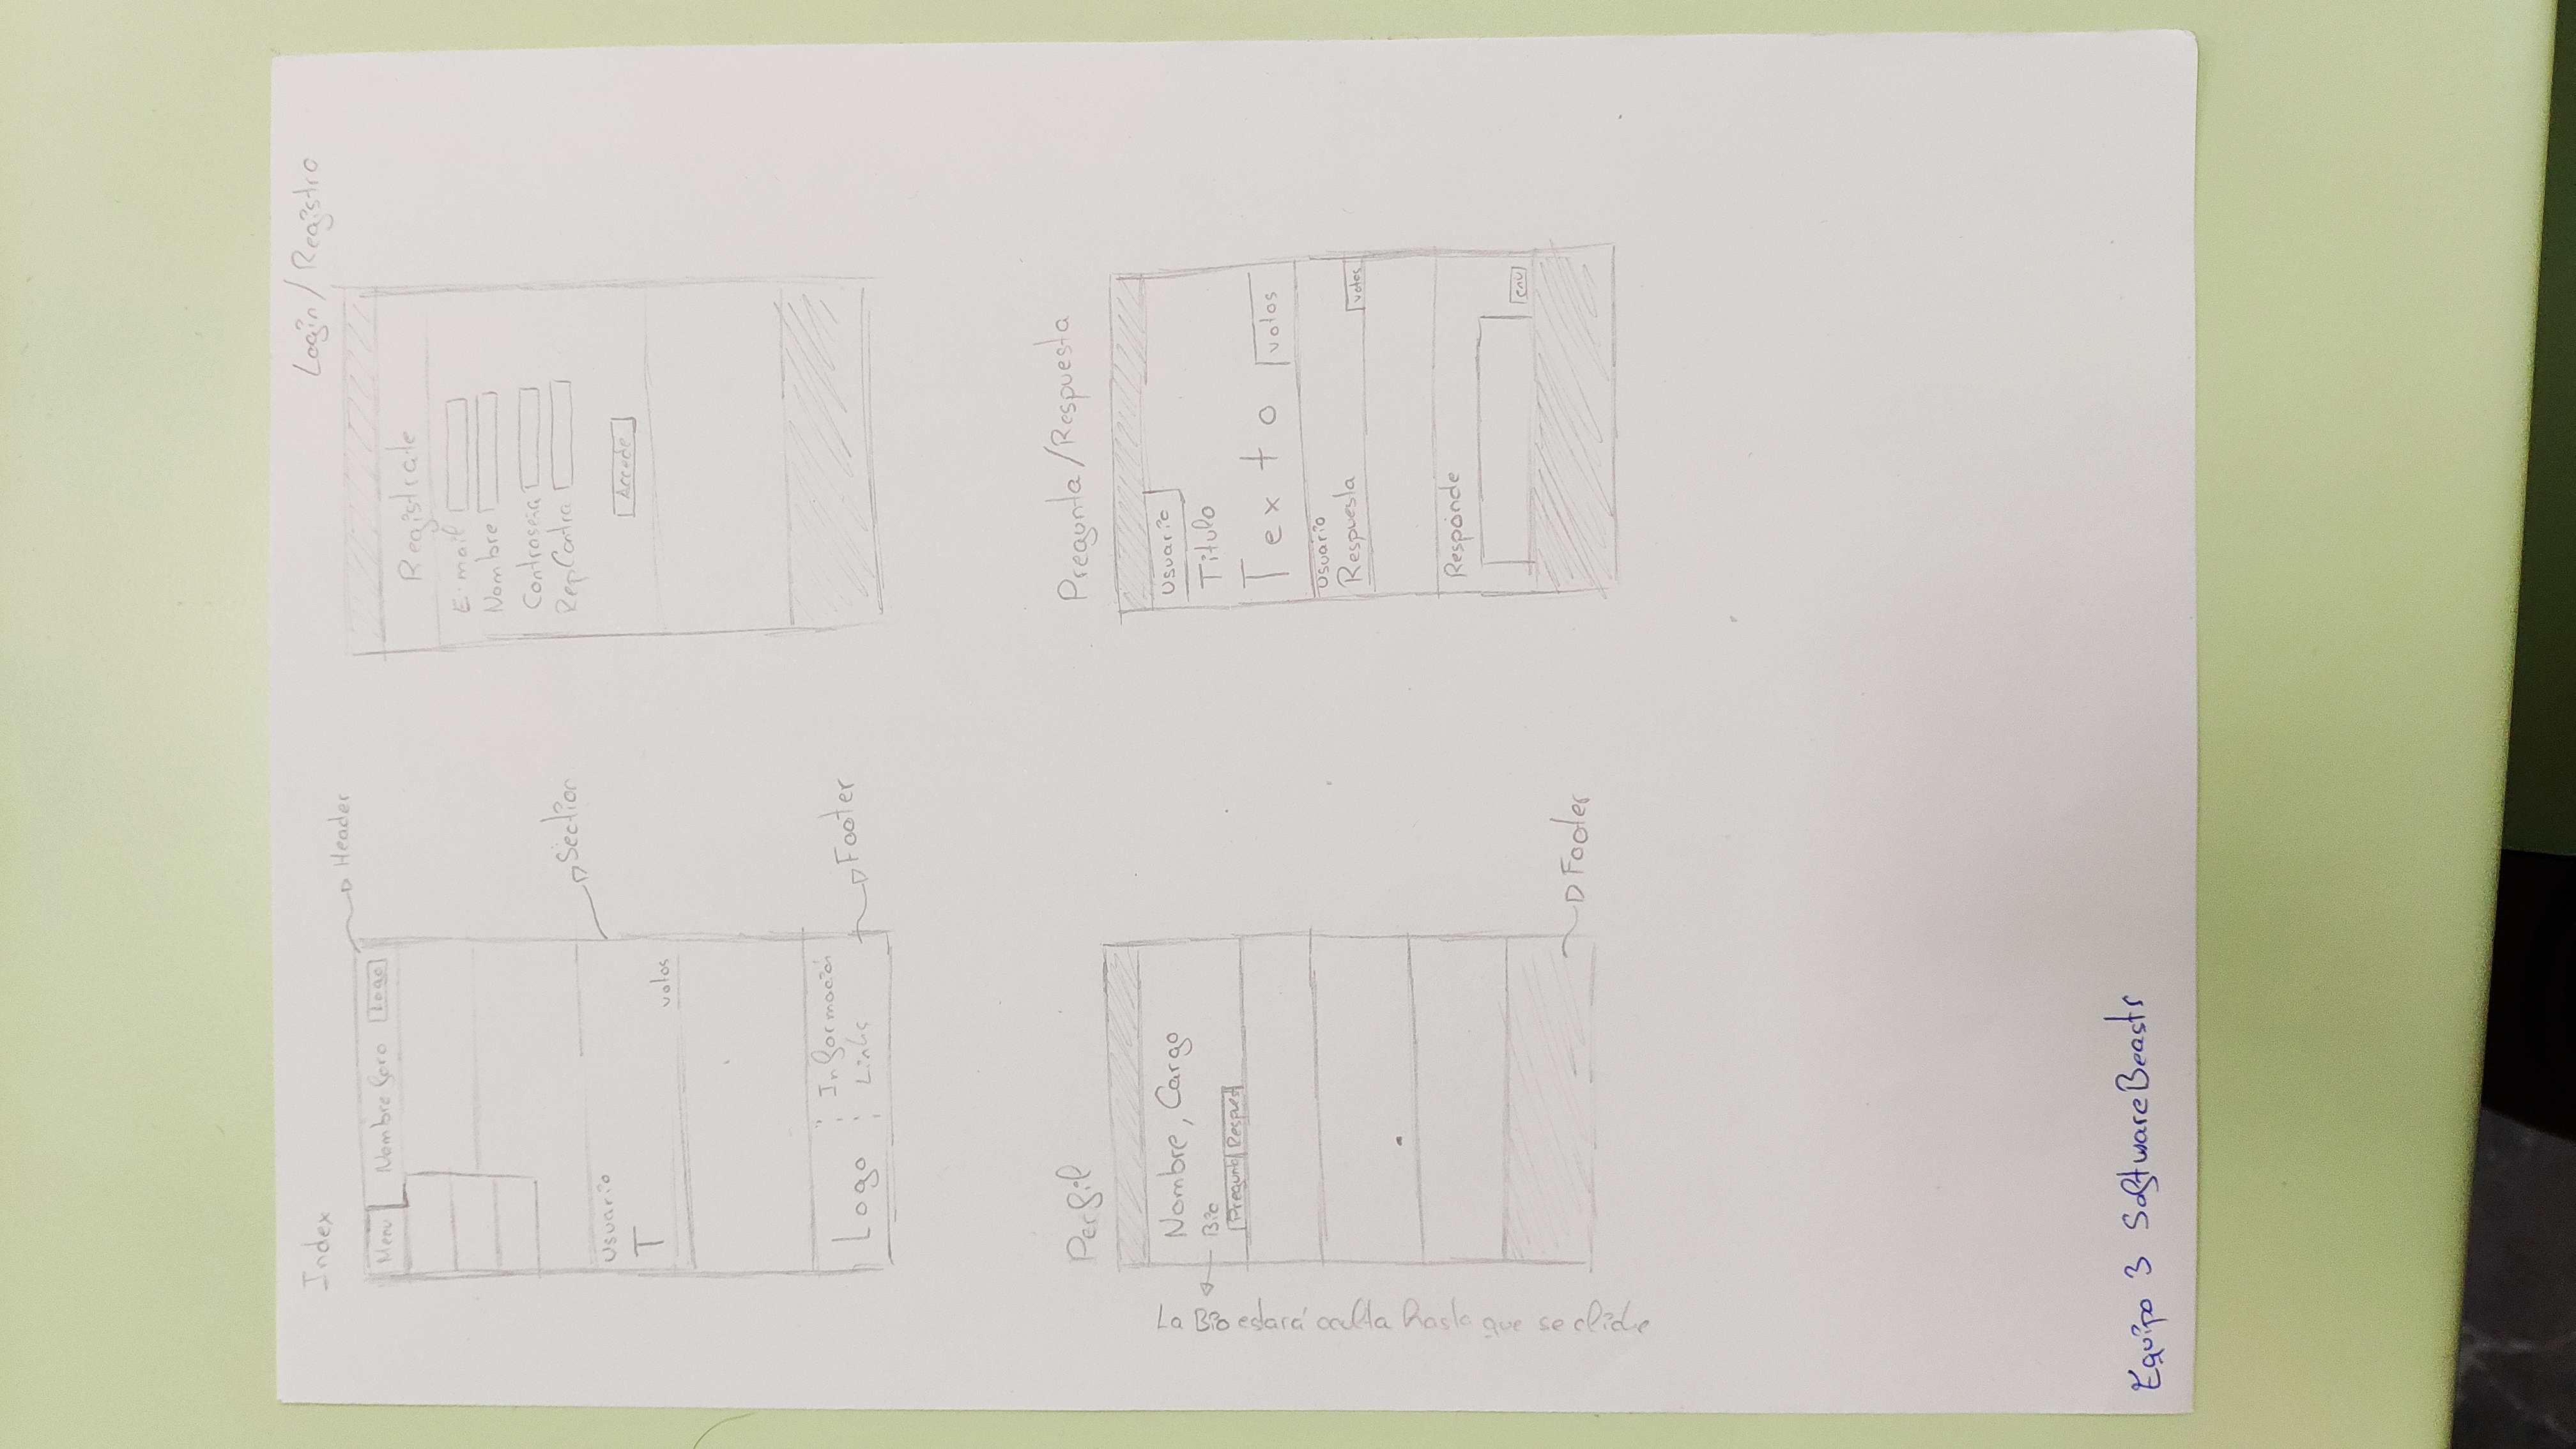 Index
Header
Menu Nombre foro Logo
Section
Usuario
T
votos
Logo
Informació
Links
Footer
Login/Registro
Registrate
E-mail
Nombre
Contraseña
RepContra
Accede
Perfil
Nombre, Cargo
Bio
Pregunt Respuest
La Bio estará oculta hasta que se clicke
Footer
Pregunta/Respuesta
Usuario
Titulo
Texto votos
Usuario
Respuesta votos
Responde
env
Equipo 3 SoftwareBeasts